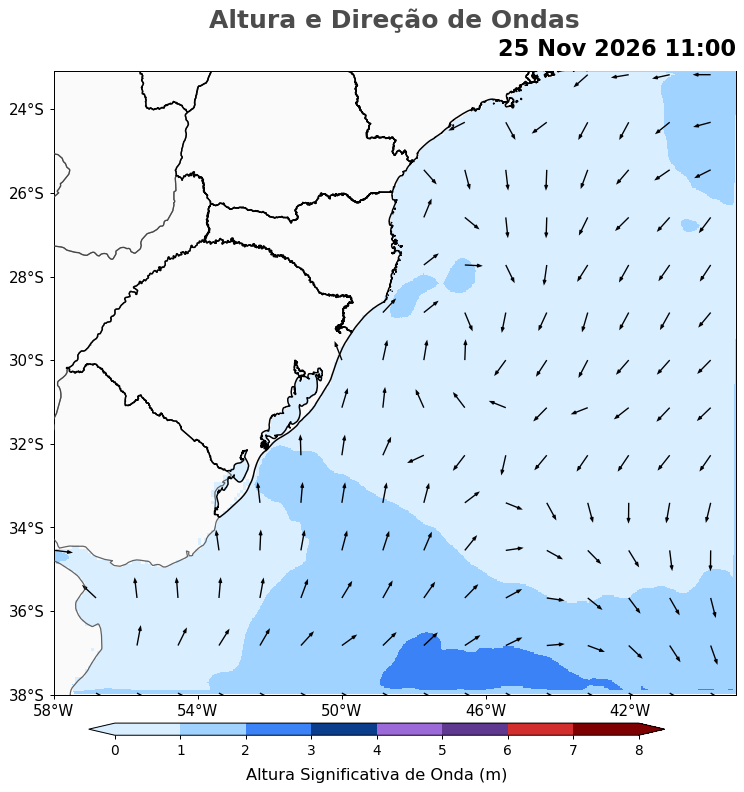 Altura e Direção de Ondas
25 Nov 2026 11:00
24°S
26°S
28°S
30°S
32°S
34°S
36°S
38°S
58°W 54°W 50°W 46°W 42°W
0 1 2 3 4 5 6 7 8
Altura Significativa de Onda (m)